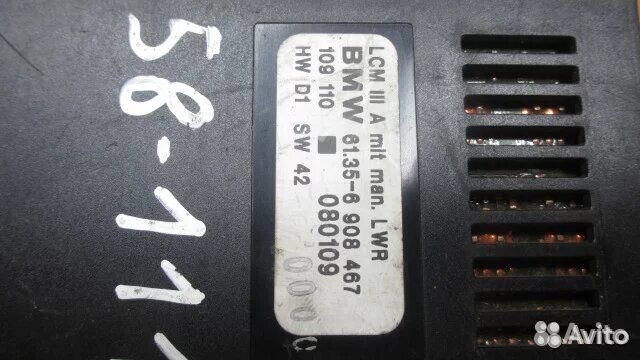 LCM III A mit man. LWR
BMW 61.35-6 908 467
109 110 080109
HW D1 SW 42
000
58-11
Avito